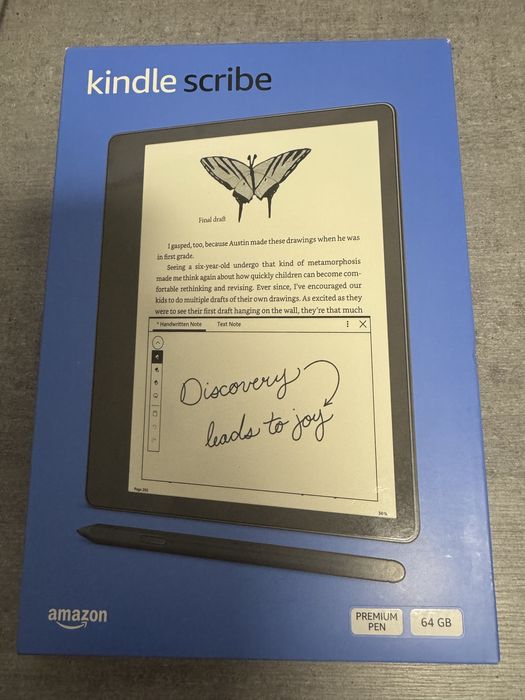 kindle scribe
Final draft
I gasped, too, because Austin made these drawings when he was
in first grade.
Seeing a six-year-old undergo that kind of metamorphosis
made me think again about how quickly children can become com-
fortable rethinking and revising. Ever since, I've encouraged our
kids to do multiple drafts of their own drawings. As excited as they
were to see their first draft hanging on the wall, they're that much
* Handwritten Note Text Note
Discovery
leads to joy
Page 203
56%
amazon
PREMIUM
PEN
64 GB